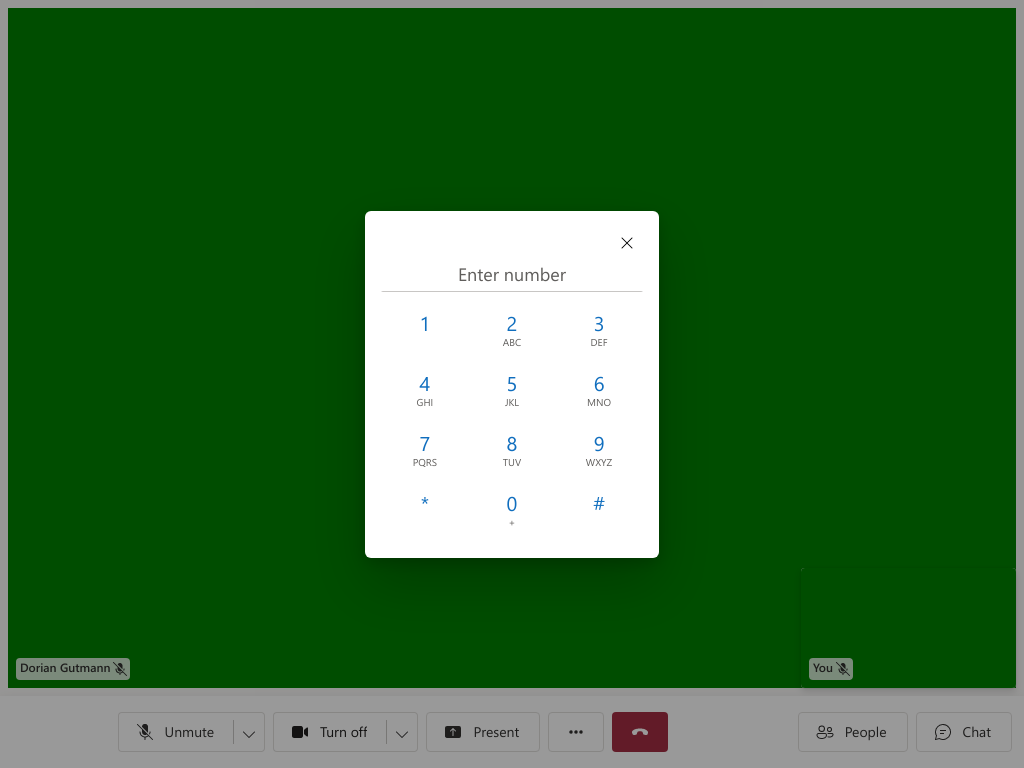 Enter number
1 2 3
ABC DEF
4 5 6
GHI JKL MNO
7 8 9
PQRS TUV WXYZ
* 0 #
+
Dorian Gutmann You
Unmute Turn off Present ••• People Chat